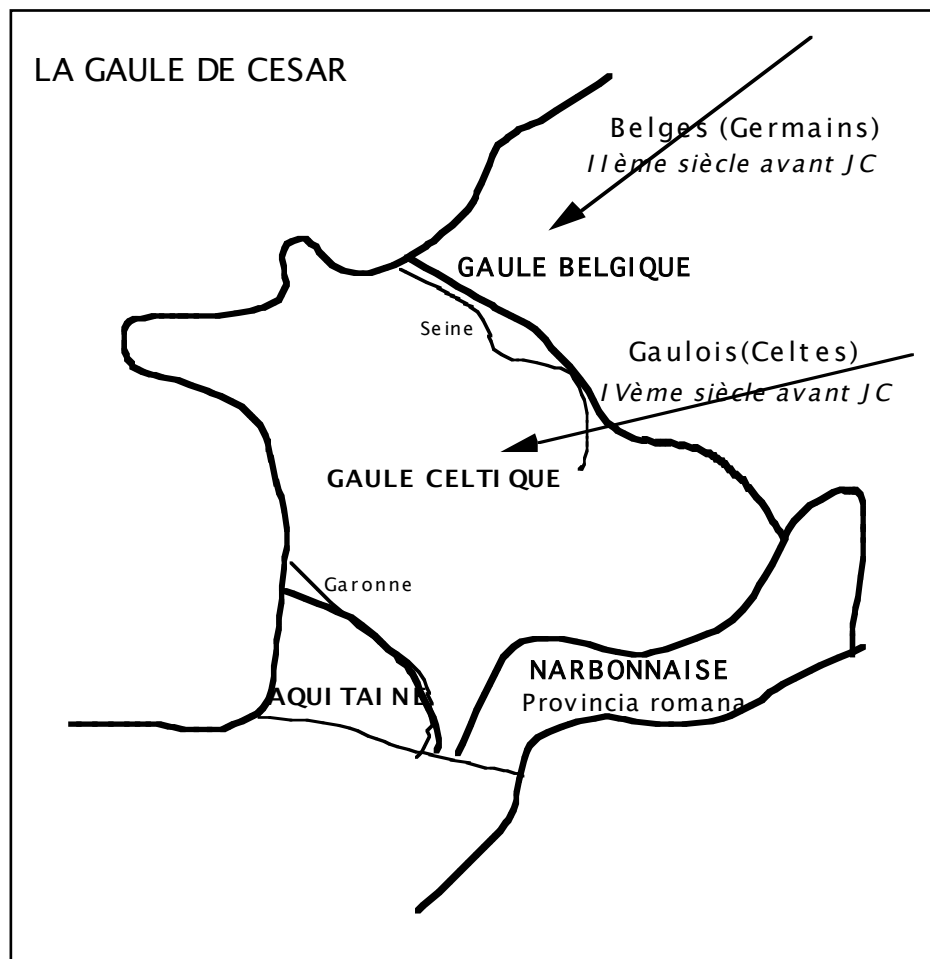 LA GAULE DE CESAR
Belges (Germains)
IIème siècle avant JC
GAULE BELGIQUE
Seine
Gaulois(Celtes)
IVème siècle avant JC
GAULE CELTIQUE
Garonne
AQUITAINE
NARBONNAISE
Provincia romana